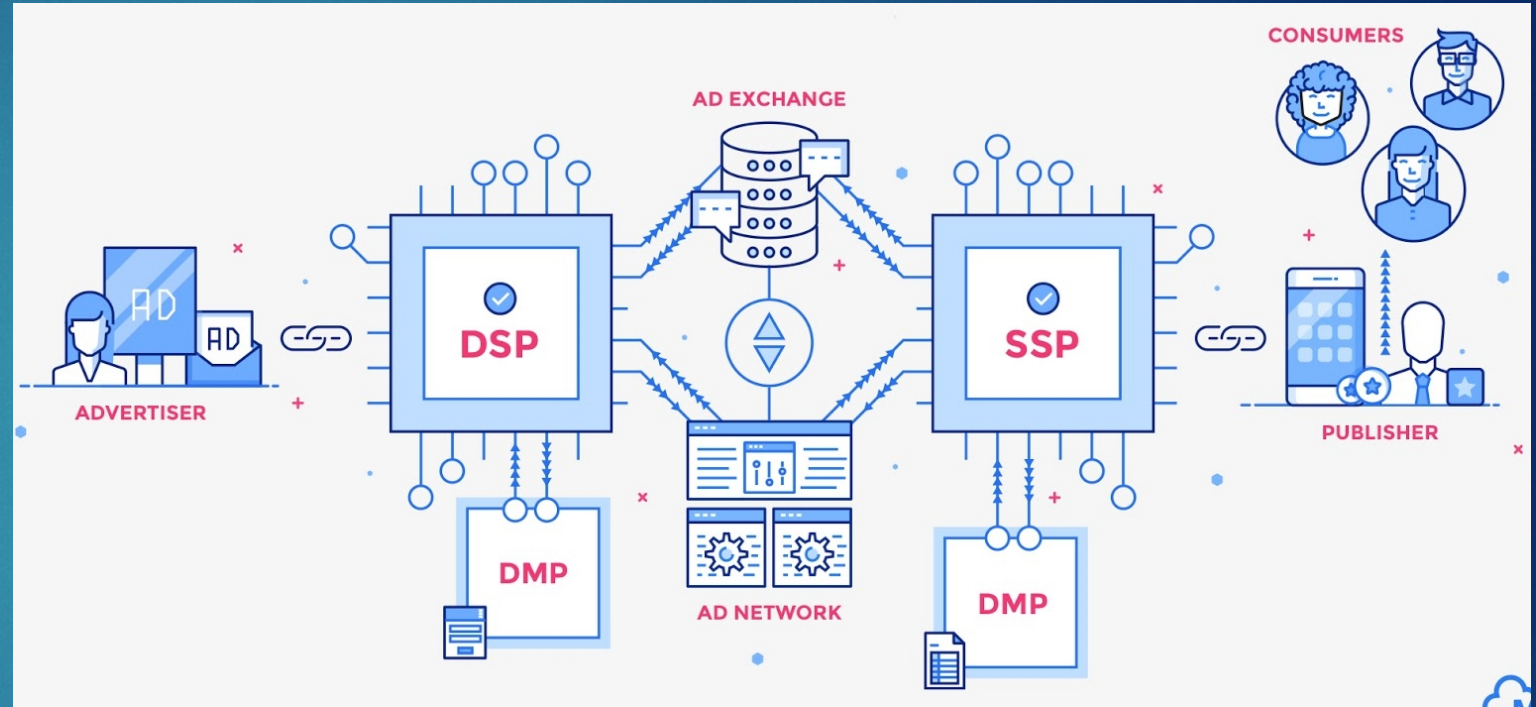 CONSUMERS
AD EXCHANGE
AD
AD
DSP
SSP
ADVERTISER
PUBLISHER
DMP
DMP
AD NETWORK